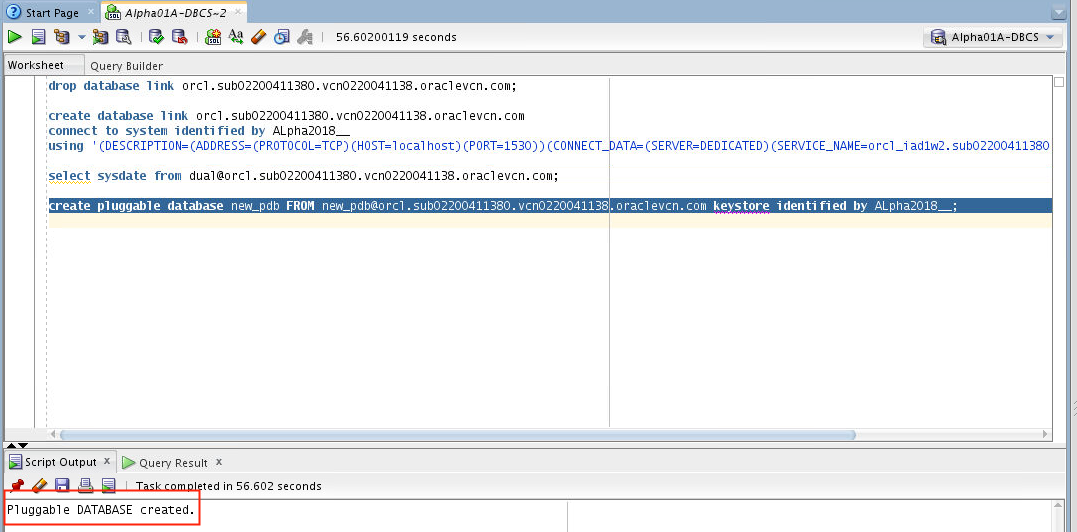 Start Page
Alpha01A-DBCS~2
56.60200119 seconds
Alpha01A-DBCS
Worksheet
Query Builder
drop database link orcl.sub02200411380.vcn0220041138.oraclevcn.com;
create database link orcl.sub02200411380.vcn0220041138.oraclevcn.com
connect to system identified by ALpha2018__
using '(DESCRIPTION=(ADDRESS=(PROTOCOL=TCP)(HOST=localhost)(PORT=1530))(CONNECT_DATA=(SERVER=DEDICATED)(SERVICE_NAME=orcl_iad1w2.sub02200411380
select sysdate from dual@orcl.sub02200411380.vcn0220041138.oraclevcn.com;
create pluggable database new_pdb FROM new_pdb@orcl.sub02200411380.vcn0220041138.oraclevcn.com keystore identified by ALpha2018__;
Script Output x
Query Result x
Task completed in 56.602 seconds
Pluggable DATABASE created.